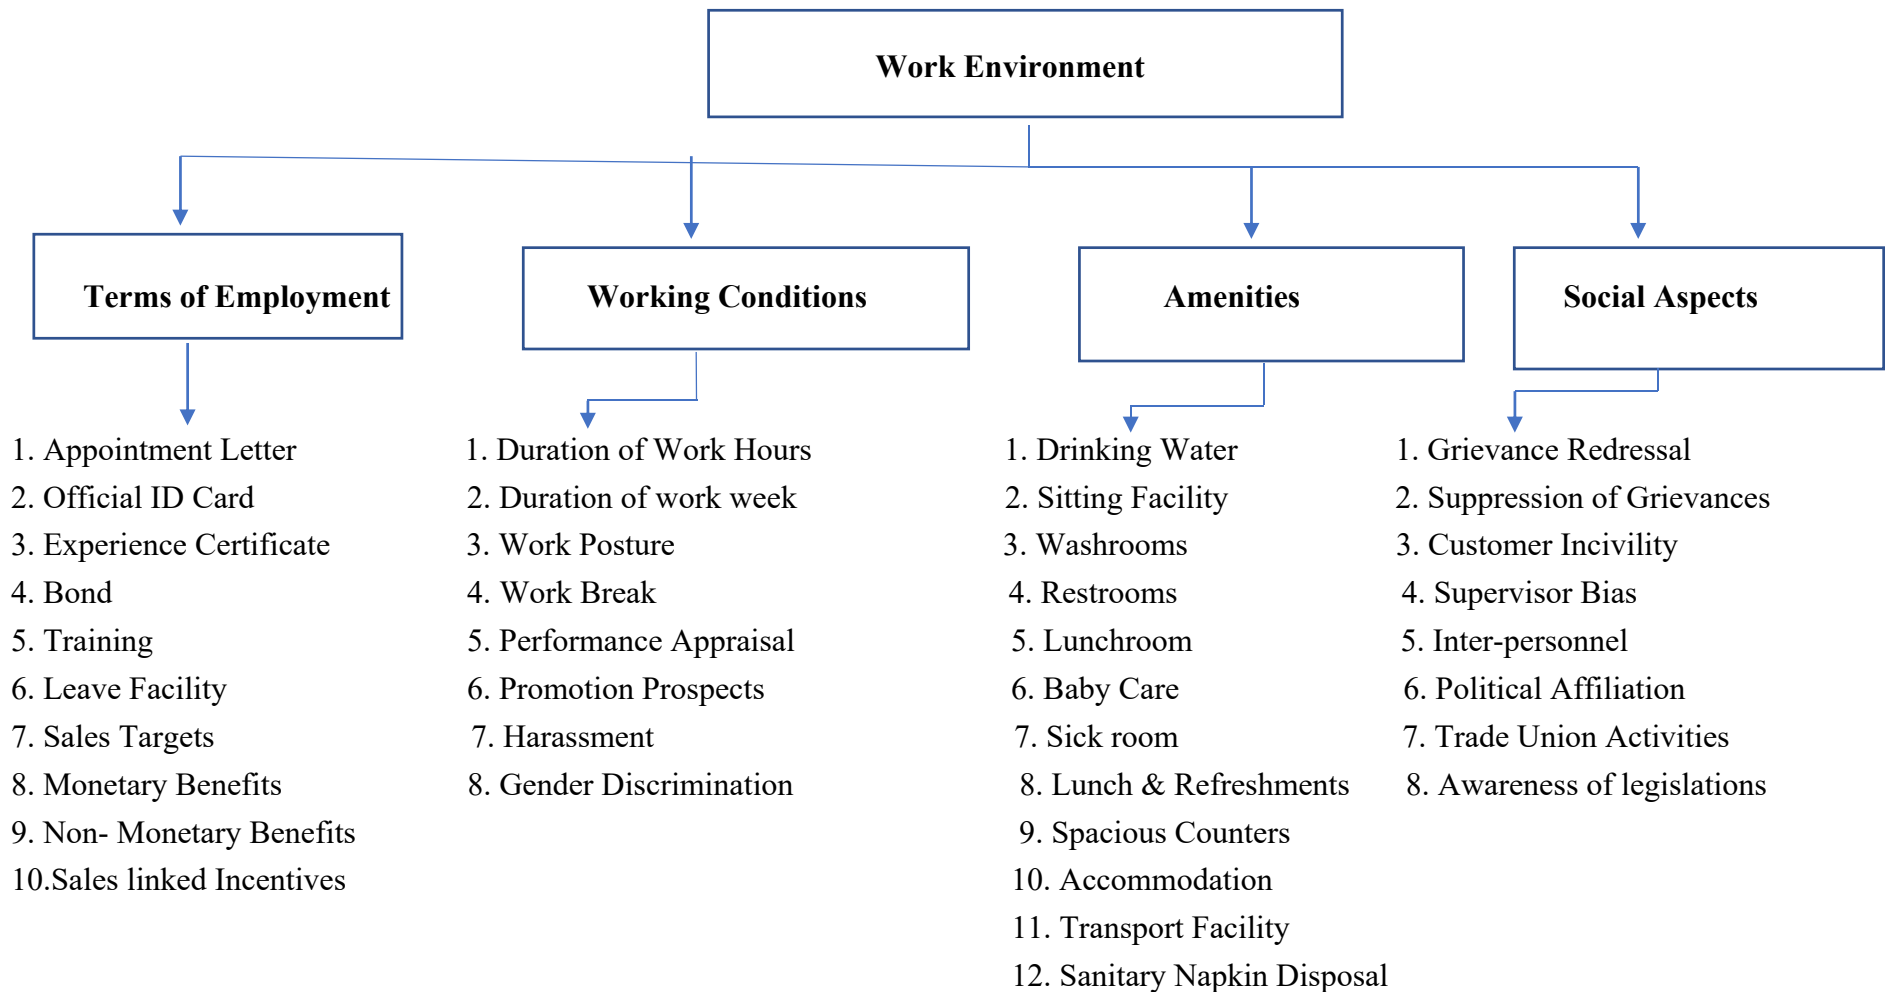 Work Environment
Terms of Employment
Working Conditions
Amenities
Social Aspects
1. Appointment Letter
2. Official ID Card
3. Experience Certificate
4. Bond
5. Training
6. Leave Facility
7. Sales Targets
8. Monetary Benefits
9. Non- Monetary Benefits
10.Sales linked Incentives
1. Duration of Work Hours
2. Duration of work week
3. Work Posture
4. Work Break
5. Performance Appraisal
6. Promotion Prospects
7. Harassment
8. Gender Discrimination
1. Drinking Water
2. Sitting Facility
3. Washrooms
4. Restrooms
5. Lunchroom
6. Baby Care
7. Sick room
8. Lunch & Refreshments
9. Spacious Counters
10. Accommodation
11. Transport Facility
12. Sanitary Napkin Disposal
1. Grievance Redressal
2. Suppression of Grievances
3. Customer Incivility
4. Supervisor Bias
5. Inter-personnel
6. Political Affiliation
7. Trade Union Activities
8. Awareness of legislations